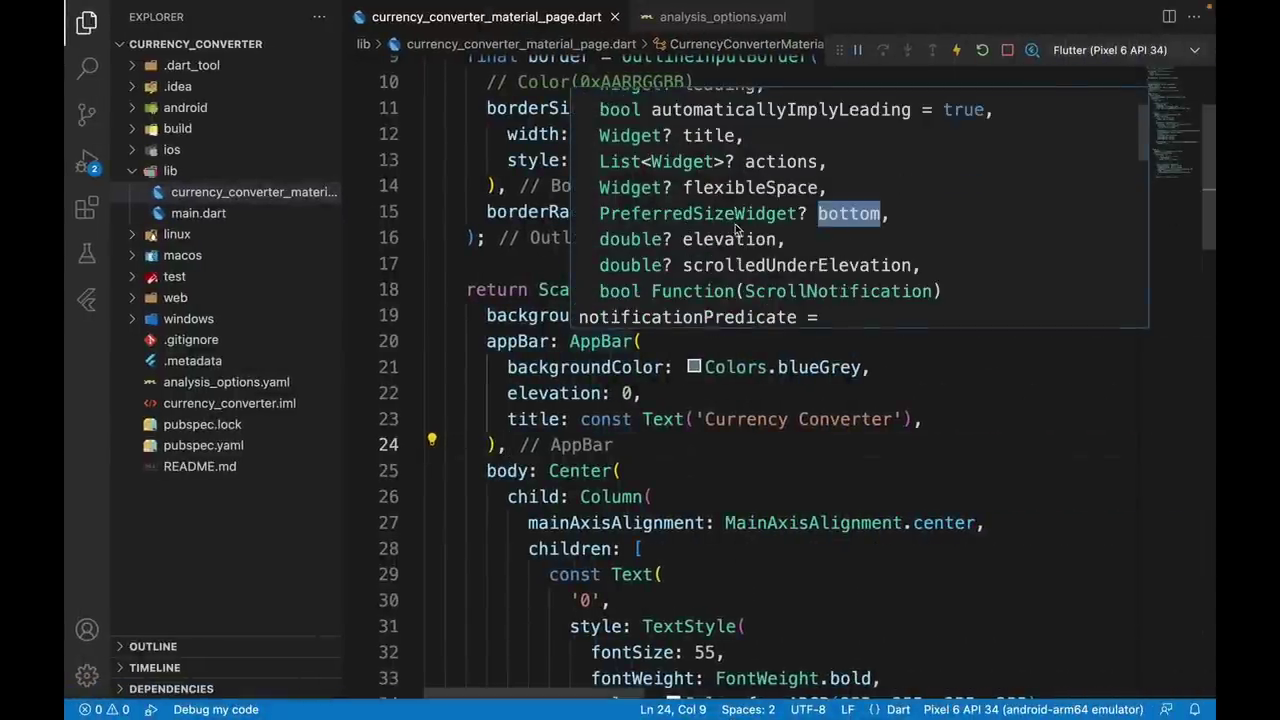 EXPLORER
currency_converter_material_page.dart
analysis_options.yaml
CURRENCY_CONVERTER
lib
currency_converter_material_page.dart
CurrencyConverterMateria
Flutter (Pixel 6 API 34)
.dart_tool
.idea
android
build
ios
lib
currency_converter_materi...
main.dart
linux
macos
test
web
windows
.gitignore
.metadata
analysis_options.yaml
currency_converter.iml
pubspec.lock
pubspec.yaml
README.md
OUTLINE
TIMELINE
DEPENDENCIES
9 final border = OutlineInputBorder(
10 // Color(0xAARRGGBB)
11 borderSi
12 width:
13 style:
14 ), // Bo
15 borderRa
16 ); // Outl
17
18 return Sca
19 backgrou
20 appBar: AppBar(
21 backgroundColor: Colors.blueGrey,
22 elevation: 0,
23 title: const Text('Currency Converter'),
24 ), // AppBar
25 body: Center(
26 child: Column(
27 mainAxisAlignment: MainAxisAlignment.center,
28 children: [
29 const Text(
30 '0',
31 style: TextStyle(
32 fontSize: 55,
33 fontWeight: FontWeight.bold,
Widget? leading,
bool automaticallyImplyLeading = true,
Widget? title,
List<Widget>? actions,
Widget? flexibleSpace,
PreferredSizeWidget? bottom,
double? elevation,
double? scrolledUnderElevation,
bool Function(ScrollNotification)
notificationPredicate =
2
0 0 Debug my code
Ln 24, Col 9 Spaces: 2 UTF-8 LF {} Dart Pixel 6 API 34 (android-arm64 emulator)